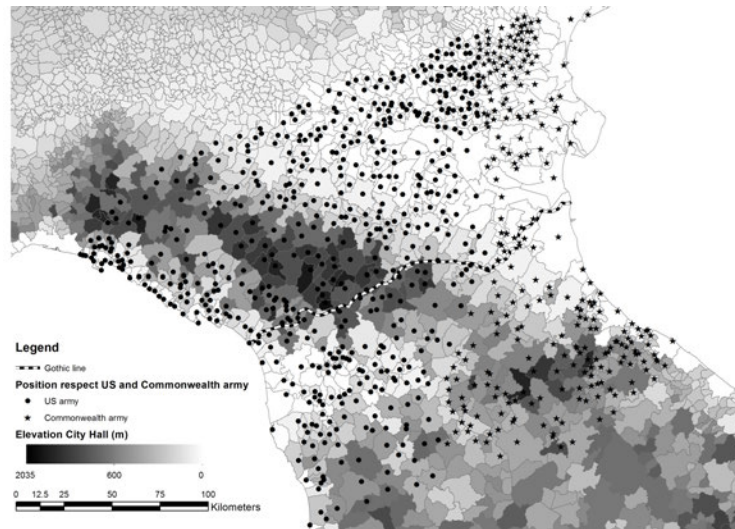 Legend
Gothic line
Position respect US and Commonwealth army
US army
Commonwealth army
Elevation City Hall (m)
2035 600 0
0 12.5 25 50 75 100
Kilometers